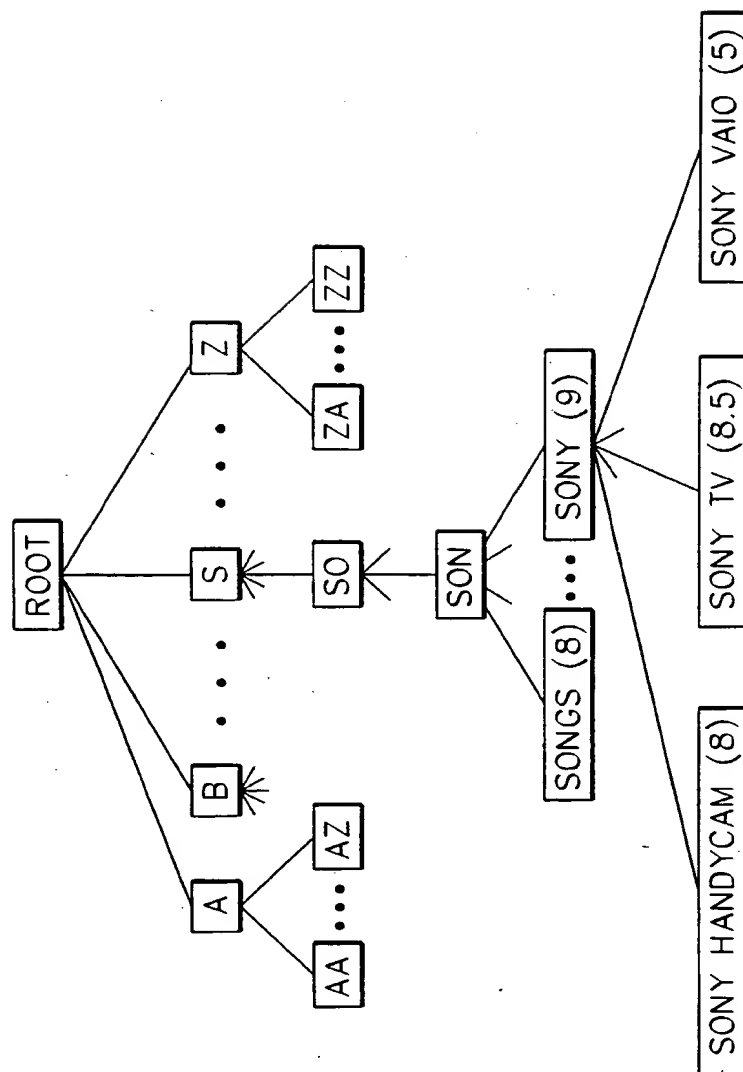 ROOT
A
B
S
Z
AA
AZ
SO
ZA
ZZ
SON
SONGS (8)
SONY (9)
SONY HANDYCAM (8)
SONY TV (8.5)
SONY VAIO (5)